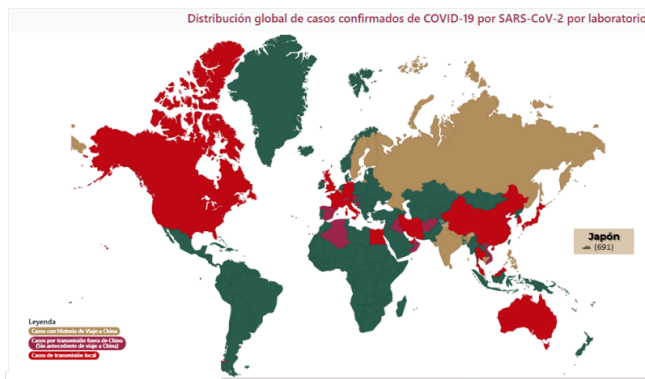 Distribución global de casos confirmados de COVID-19 por SARS-CoV-2 por laboratorio
Japón
(691)
Leyenda
Casos con Historia de Viaje a China
Casos por transmisión fuera de China
(Sin antecedente de viaje a China)
Casos de transmisión local